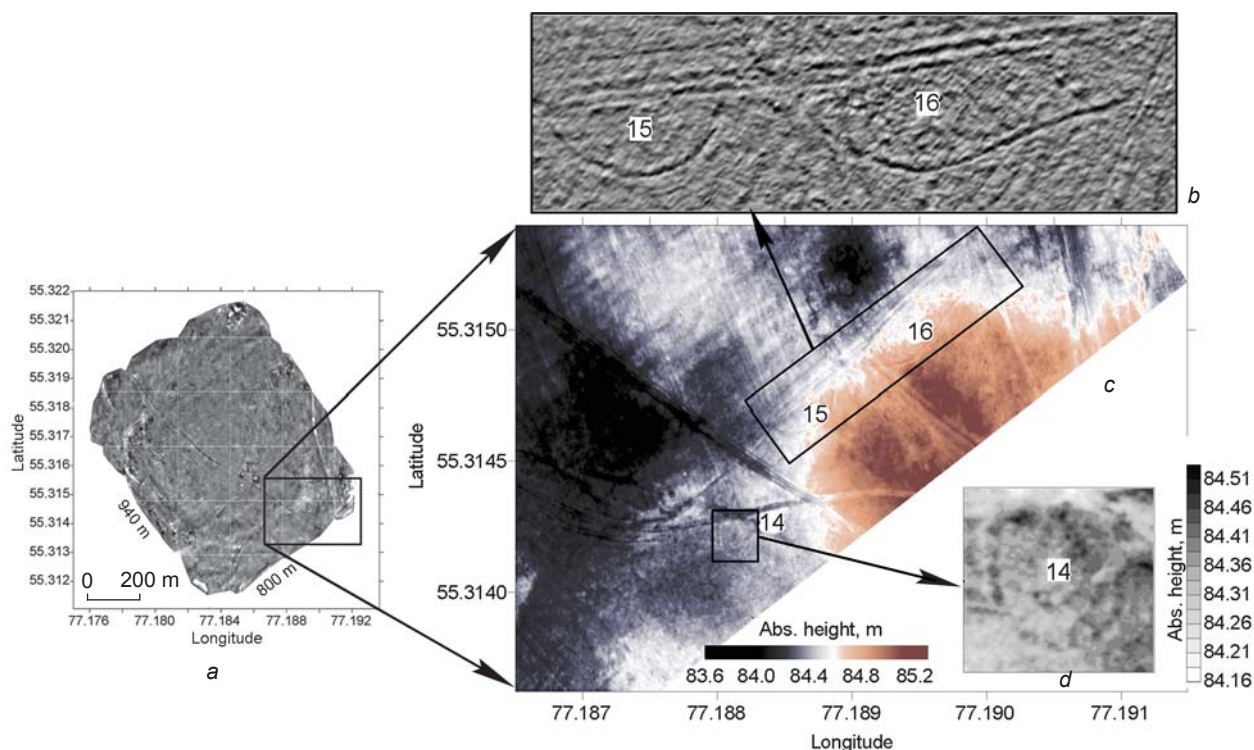 15
16
b
55.322
55.321
55.320
55.319
55.318
55.317
55.316
55.315
55.314
55.313
55.312
Latitude
940 m
800 m
0 200 m
77.176 77.180 77.184 77.188 77.192
Longitude
a
55.3150
55.3145
55.3140
Latitude
16
15
14
c
Abs. height, m
83.6 84.0 84.4 84.8 85.2
77.187 77.188 77.189 77.190 77.191
Longitude
14
d
Abs. height, m
84.51
84.46
84.41
84.36
84.31
84.26
84.21
84.16